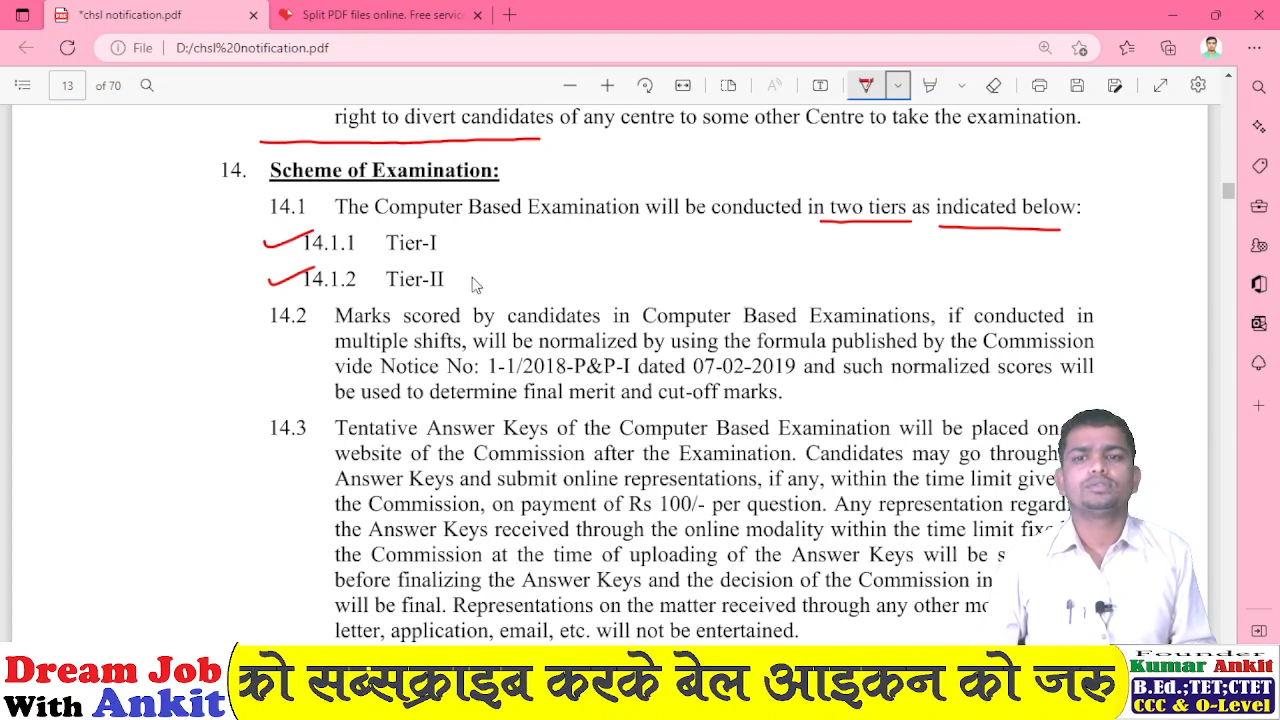 *chsl notification.pdf
Split PDF files online. Free service
File
D:/chsl%20notification.pdf
13
of 70
right to divert candidates of any centre to some other Centre to take the examination.
14. Scheme of Examination:
14.1 The Computer Based Examination will be conducted in two tiers as indicated below:
14.1.1 Tier-I
14.1.2 Tier-II
14.2 Marks scored by candidates in Computer Based Examinations, if conducted in
multiple shifts, will be normalized by using the formula published by the Commission
vide Notice No: 1-1/2018-P&P-I dated 07-02-2019 and such normalized scores will
be used to determine final merit and cut-off marks.
14.3 Tentative Answer Keys of the Computer Based Examination will be placed on
website of the Commission after the Examination. Candidates may go through
Answer Keys and submit online representations, if any, within the time limit give
the Commission, on payment of Rs 100/- per question. Any representation regard
the Answer Keys received through the online modality within the time limit fix
the Commission at the time of uploading of the Answer Keys will be s
before finalizing the Answer Keys and the decision of the Commission in
will be final. Representations on the matter received through any other mo
letter, application, email, etc. will not be entertained.
Dream Job
With Ankit
को सब्सक्राइब करके बेल आइकन को जरु
Founder
Kumar Ankit
B.Ed.;TET;CTET
CCC & O-Level